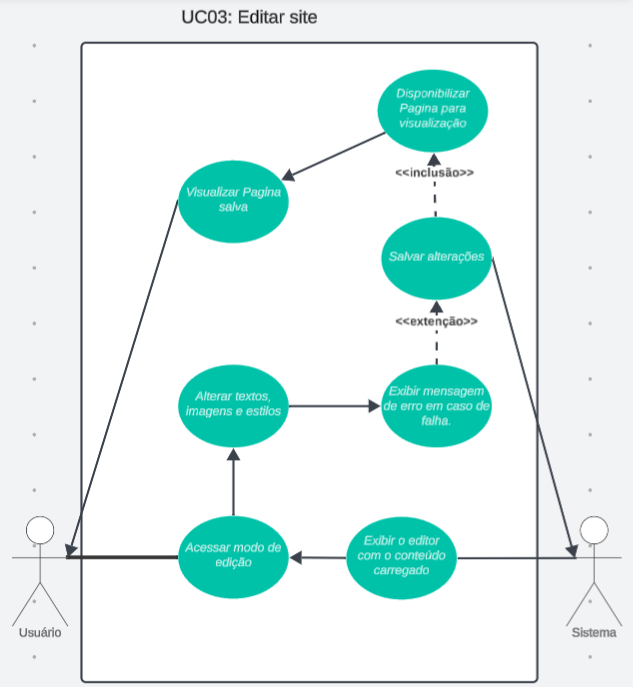 UC03: Editar site
Disponibilizar
Pagina para
visualização
<<inclusão>>
Visualizar Pagina
salva
Salvar alterações
<<extenção>>
Alterar textos,
imagens e estilos
Exibir mensagem
de erro em caso de
falha.
Acessar modo de
edição
Exibir o editor
com o conteúdo
carregado
Usuário
Sistema